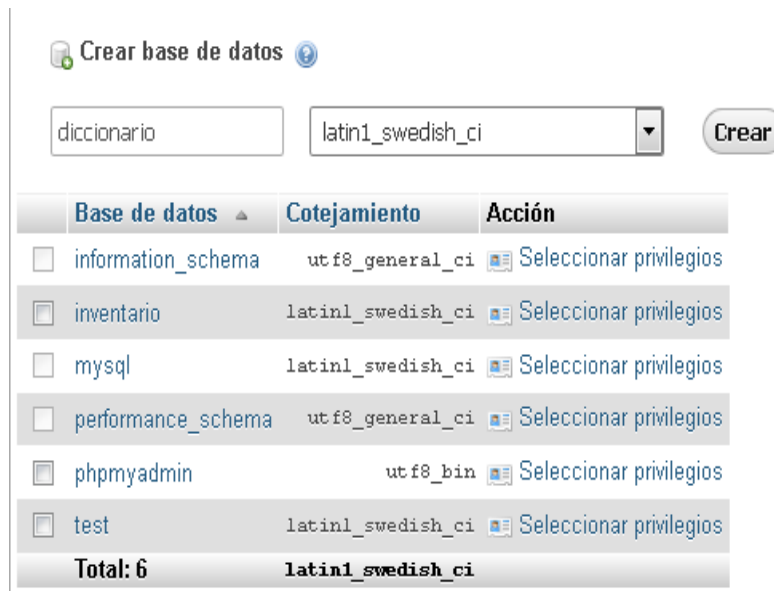 Crear base de datos
diccionario latin1_swedish_ci Crear
Base de datos Cotejamiento Acción
information_schema utf8_general_ci Seleccionar privilegios
inventario latin1_swedish_ci Seleccionar privilegios
mysql latin1_swedish_ci Seleccionar privilegios
performance_schema utf8_general_ci Seleccionar privilegios
phpmyadmin utf8_bin Seleccionar privilegios
test latin1_swedish_ci Seleccionar privilegios
Total: 6 latin1_swedish_ci